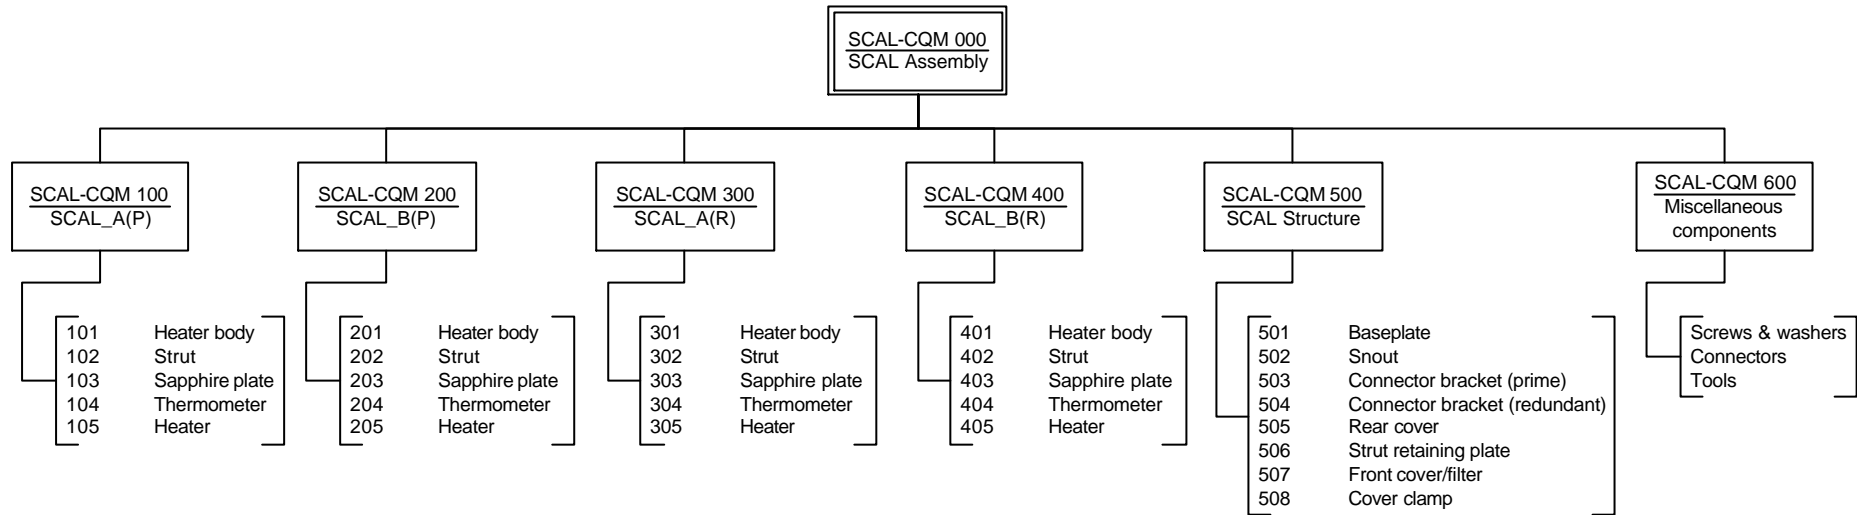 SCAL-CQM 000
SCAL Assembly
SCAL-CQM 100
SCAL_A(P)
SCAL-CQM 200
SCAL_B(P)
SCAL-CQM 300
SCAL_A(R)
SCAL-CQM 400
SCAL_B(R)
SCAL-CQM 500
SCAL Structure
SCAL-CQM 600
Miscellaneous
components
101 Heater body
102 Strut
103 Sapphire plate
104 Thermometer
105 Heater
201 Heater body
202 Strut
203 Sapphire plate
204 Thermometer
205 Heater
301 Heater body
302 Strut
303 Sapphire plate
304 Thermometer
305 Heater
401 Heater body
402 Strut
403 Sapphire plate
404 Thermometer
405 Heater
501 Baseplate
502 Snout
503 Connector bracket (prime)
504 Connector bracket (redundant)
505 Rear cover
506 Strut retaining plate
507 Front cover/filter
508 Cover clamp
Screws & washers
Connectors
Tools